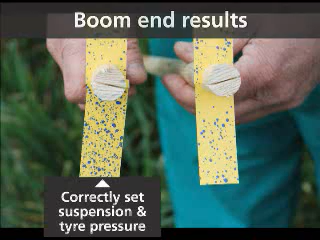 Boom end results
Correctly set
suspension &
tyre pressure